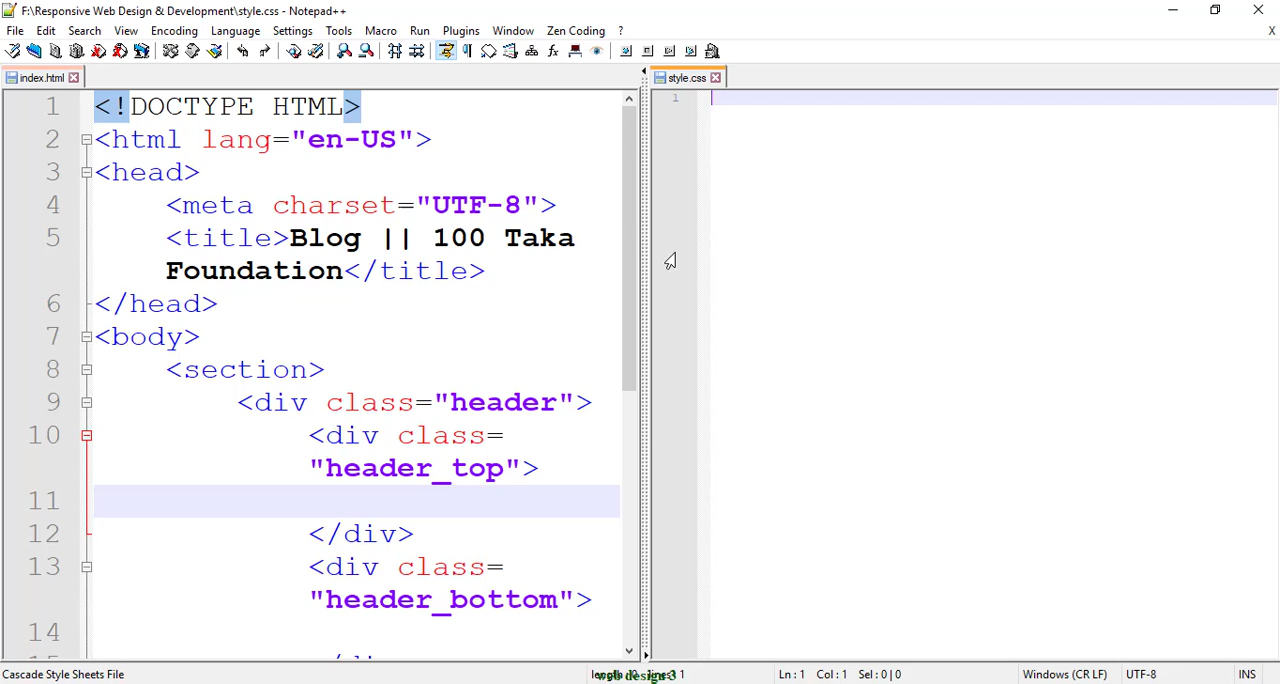 F:\Responsive Web Design & Development\style.css - Notepad++
File Edit Search View Encoding Language Settings Tools Macro Run Plugins Window Zen Coding ? X
index.html style.css
1 <!DOCTYPE HTML> 1
2 <html lang="en-US">
3 <head>
4 <meta charset="UTF-8">
5 <title>Blog || 100 Taka
Foundation</title>
6 </head>
7 <body>
8 <section>
9 <div class="header">
10 <div class=
"header_top">
11
12 </div>
13 <div class=
"header_bottom">
14
Cascade Style Sheets File web design 3 Ln:1 Col:1 Sel:0|0 Windows (CR LF) UTF-8 INS